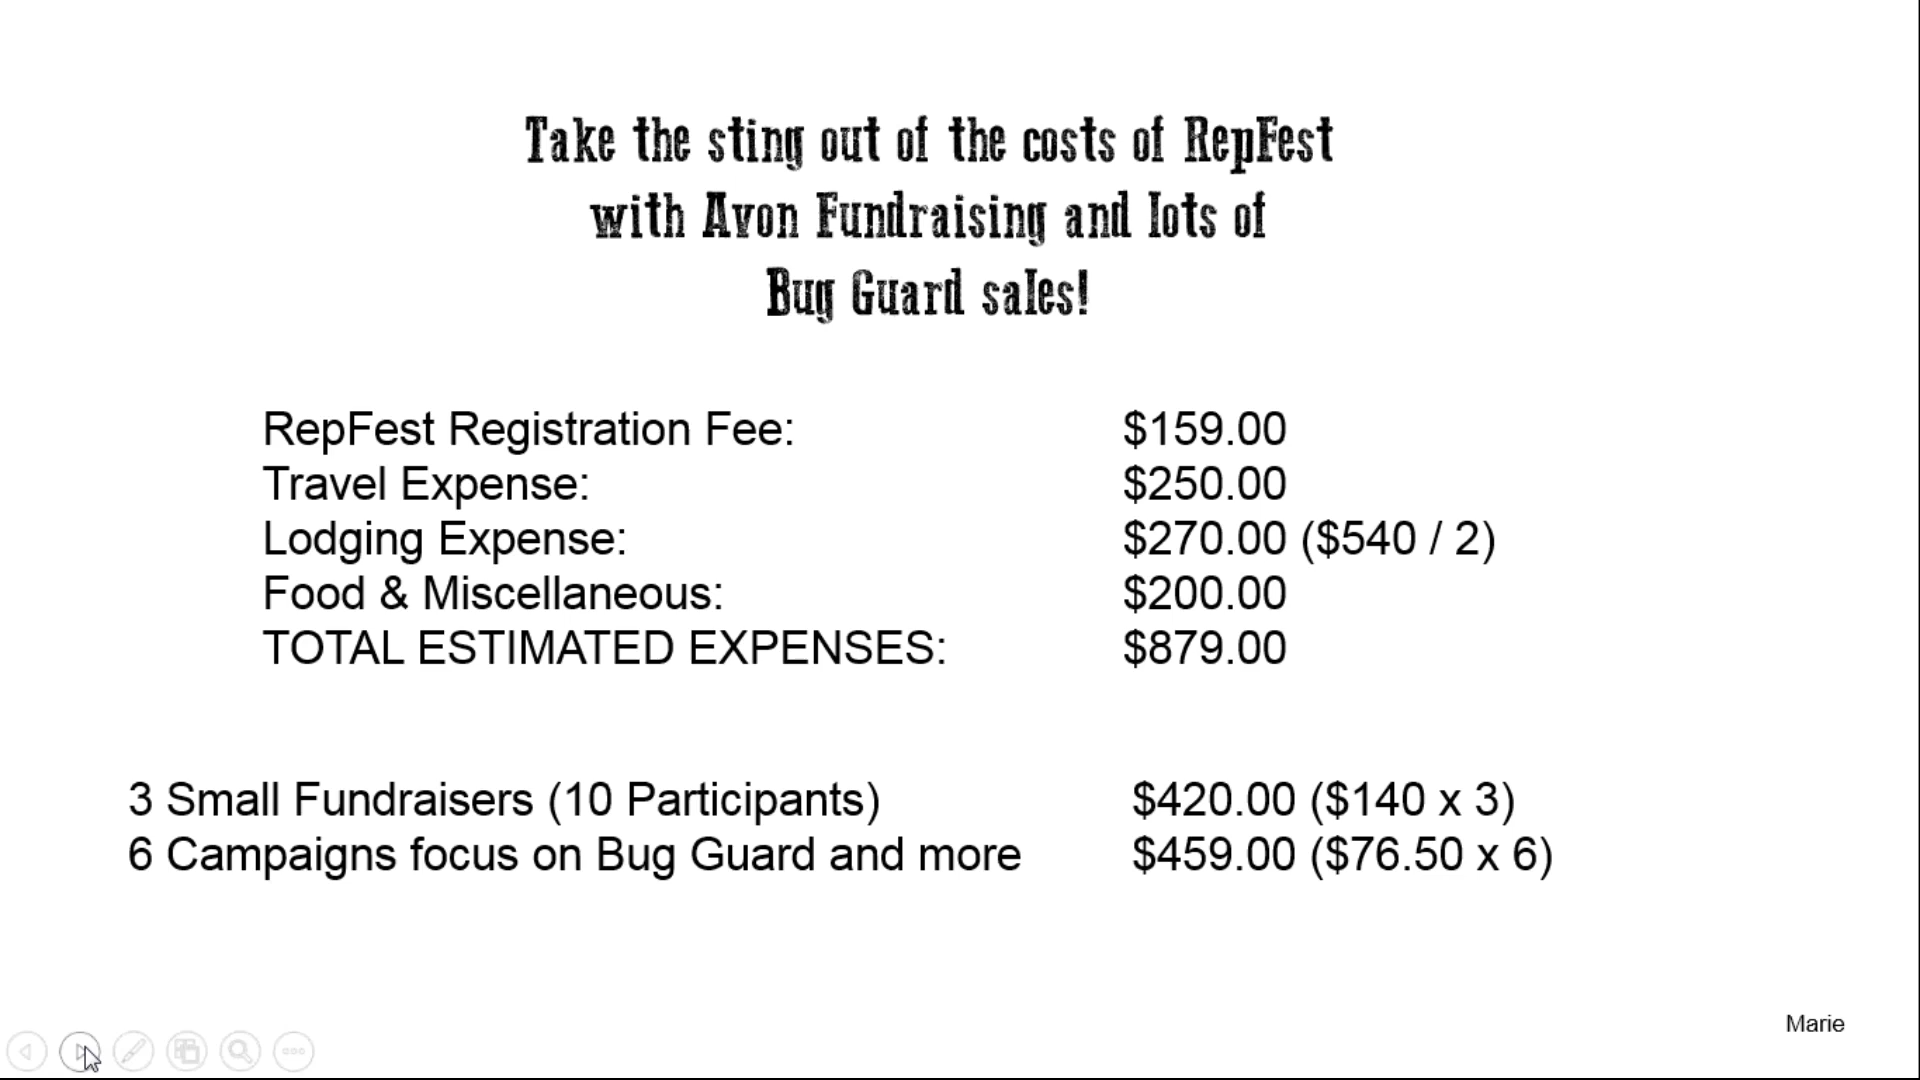 Take the sting out of the costs of RepFest
with Avon Fundraising and lots of
Bug Guard sales!
RepFest Registration Fee: $159.00
Travel Expense: $250.00
Lodging Expense: $270.00 ($540 / 2)
Food & Miscellaneous: $200.00
TOTAL ESTIMATED EXPENSES: $879.00
3 Small Fundraisers (10 Participants) $420.00 ($140 x 3)
6 Campaigns focus on Bug Guard and more $459.00 ($76.50 x 6)
Marie